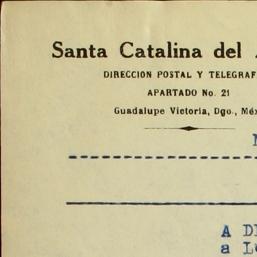 Santa Catalina del
DIRECCION POSTAL Y TELEGRAF
APARTADO No. 21
Guadalupe Victoria, Dgo., Méx
A
a